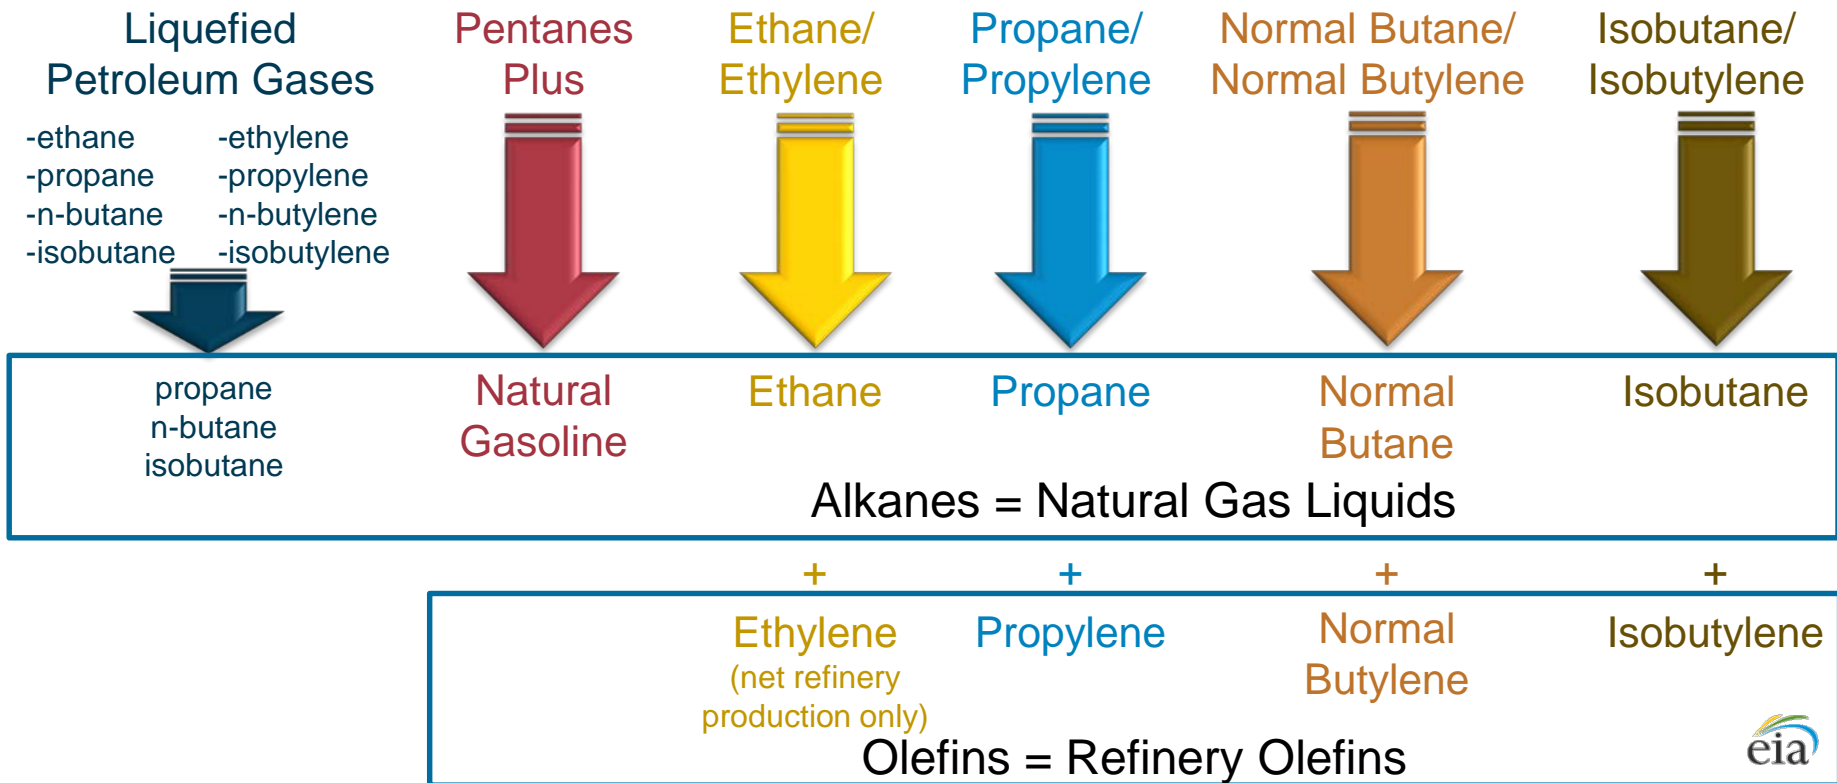 Liquefied
Petroleum Gases
-ethane
-propane
-n-butane
-isobutane
-ethylene
-propylene
-n-butylene
-isobutylene
Pentanes
Plus
Ethane/
Ethylene
Propane/
Propylene
Normal Butane/
Normal Butylene
Isobutane/
Isobutylene
propane
n-butane
isobutane
Natural
Gasoline
Ethane
Propane
Normal
Butane
Isobutane
Alkanes = Natural Gas Liquids
+
+
+
+
Ethylene
(net refinery
production only)
Propylene
Normal
Butylene
Isobutylene
Olefins = Refinery Olefins
eia